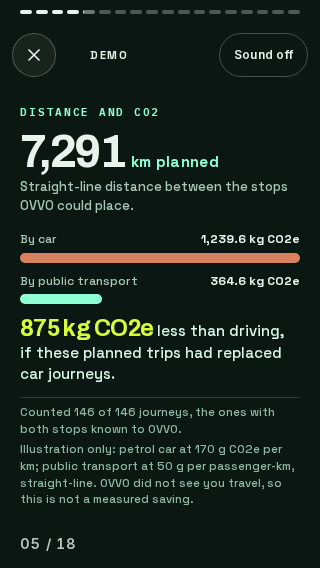 DEMO
Sound off
DISTANCE AND CO2
7,291 km planned
Straight-line distance between the stops
OVVO could place.
By car 1,239.6 kg CO2e
By public transport 364.6 kg CO2e
875 kg CO2e less than driving,
if these planned trips had replaced
car journeys.
Counted 146 of 146 journeys, the ones with
both stops known to OVVO.
Illustration only: petrol car at 170 g CO2e per
km; public transport at 50 g per passenger-km,
straight-line. OVVO did not see you travel, so
this is not a measured saving.
05 / 18